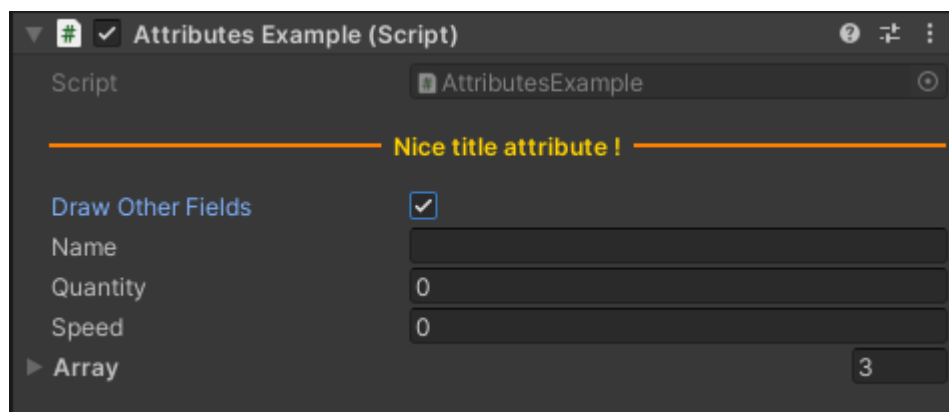 # Attributes Example (Script)
Script # AttributesExample
Nice title attribute !
Draw Other Fields
Name
Quantity 0
Speed 0
Array 3